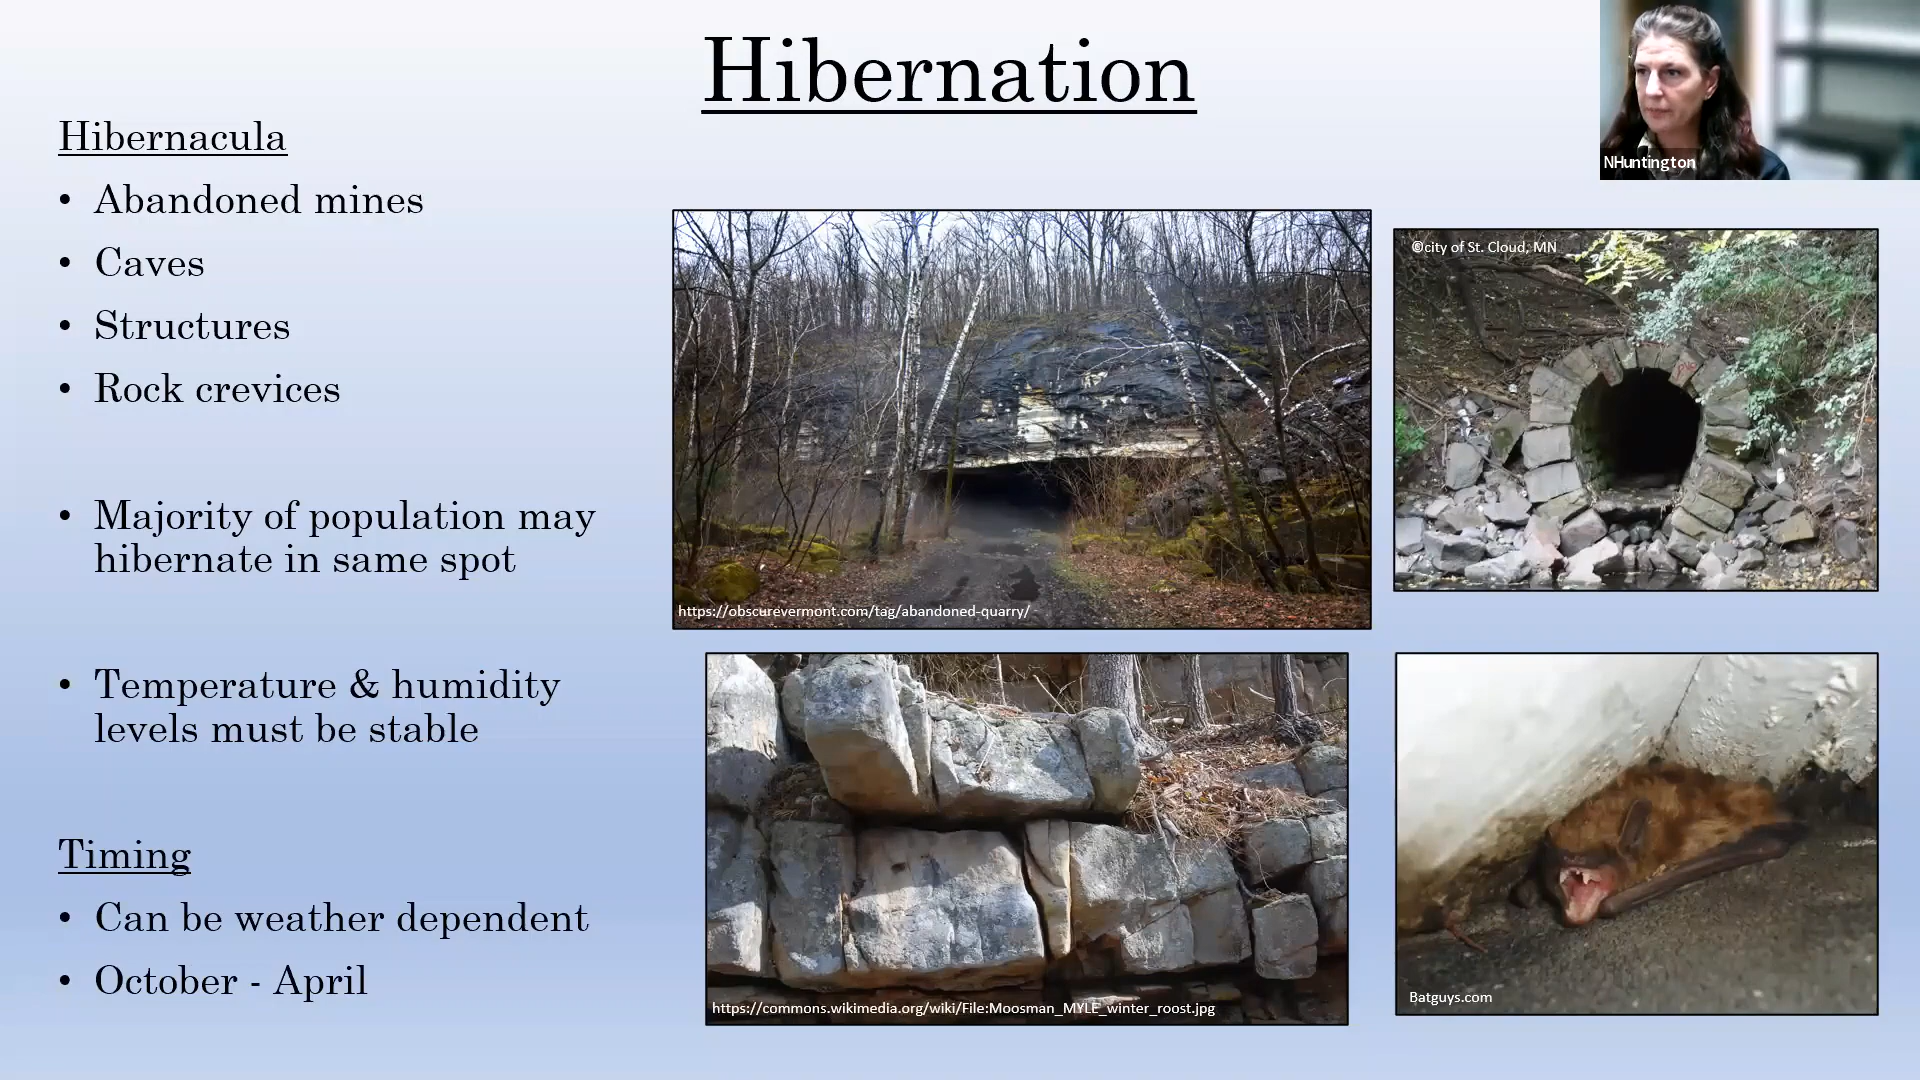 Hibernation
NHuntington
Hibernacula
• Abandoned mines
• Caves
• Structures
• Rock crevices
• Majority of population may
hibernate in same spot
• Temperature & humidity
levels must be stable
Timing
• Can be weather dependent
• October - April
https://obscurevermont.com/tag/abandoned-quarry/
©city of St. Cloud, MN
https://commons.wikimedia.org/wiki/File:Moosman_MYLE_winter_roost.jpg
Batguys.com